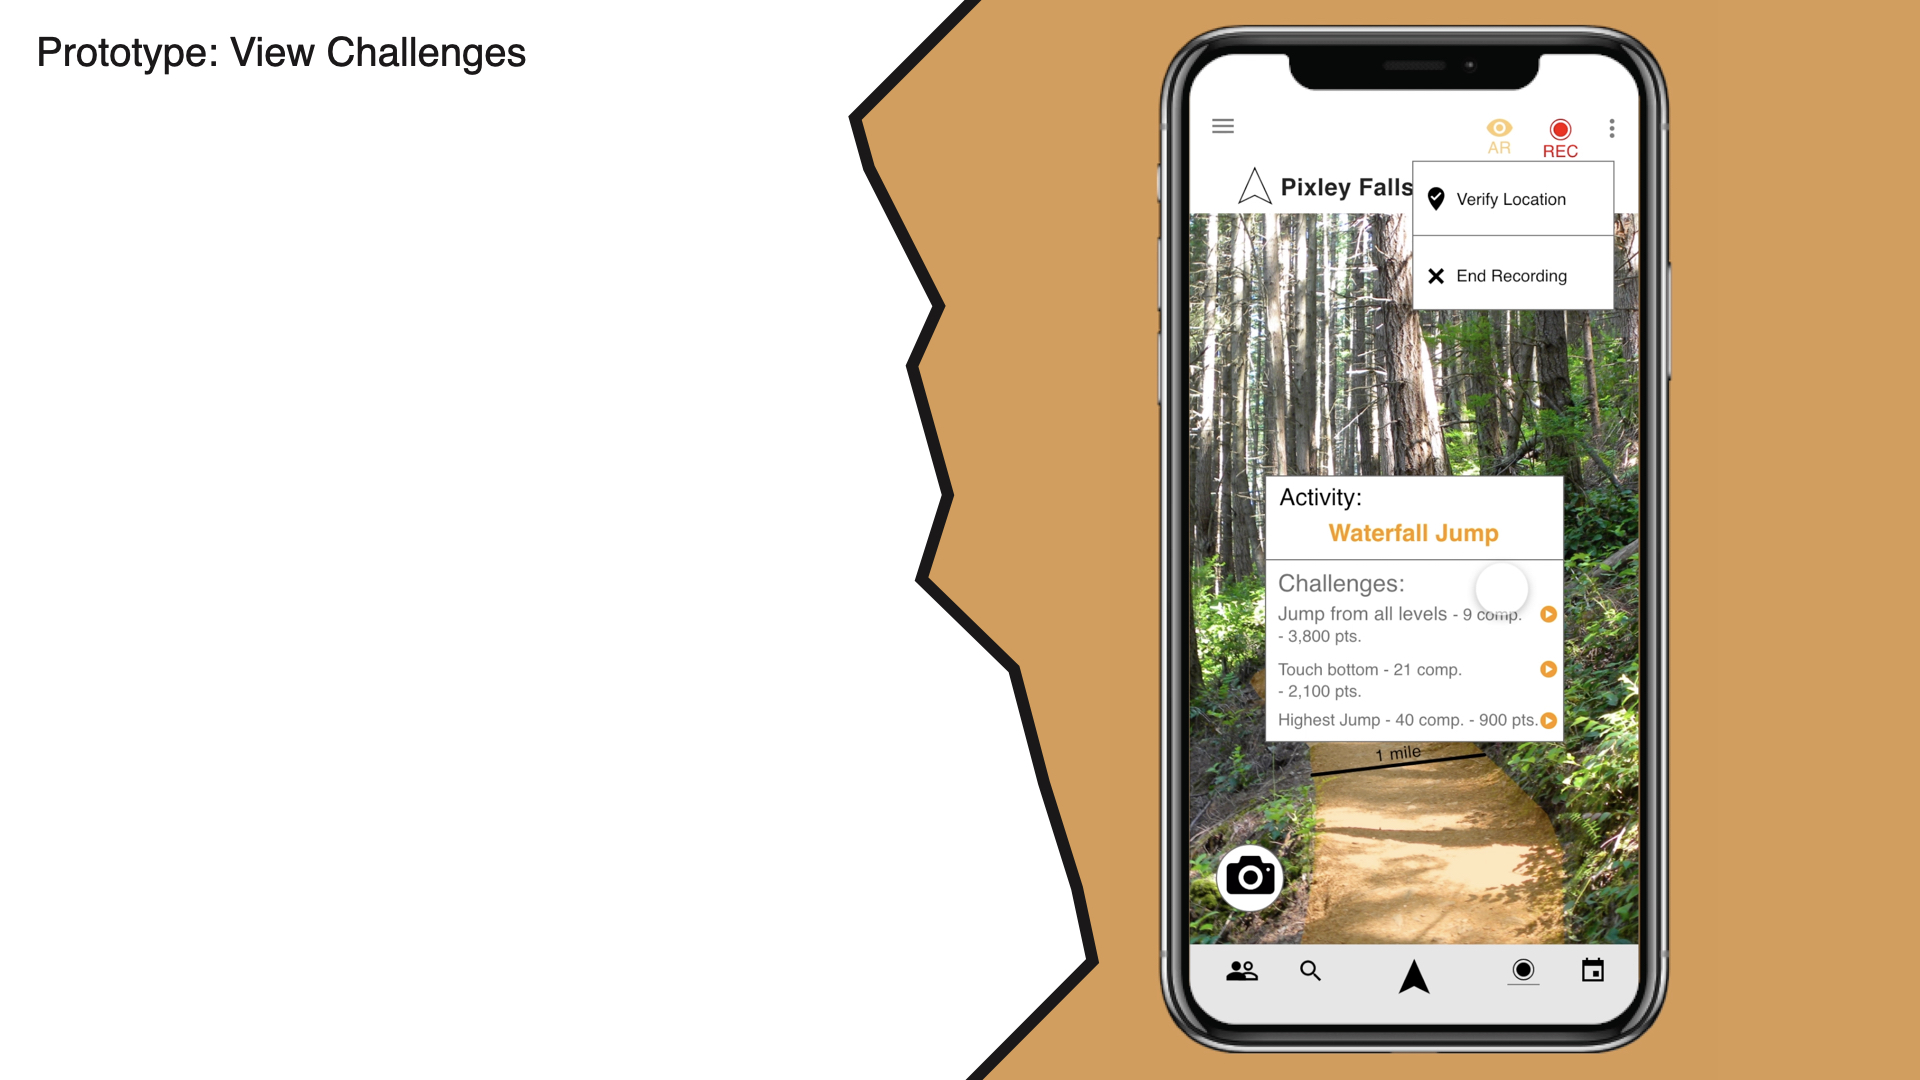 Prototype: View Challenges
AR
REC
Pixley Falls
Verify Location
End Recording
Activity:
Waterfall Jump
Challenges:
Jump from all levels - 9 comp.
- 3,800 pts.
Touch bottom - 21 comp.
- 2,100 pts.
Highest Jump - 40 comp. - 900 pts.
1 mile